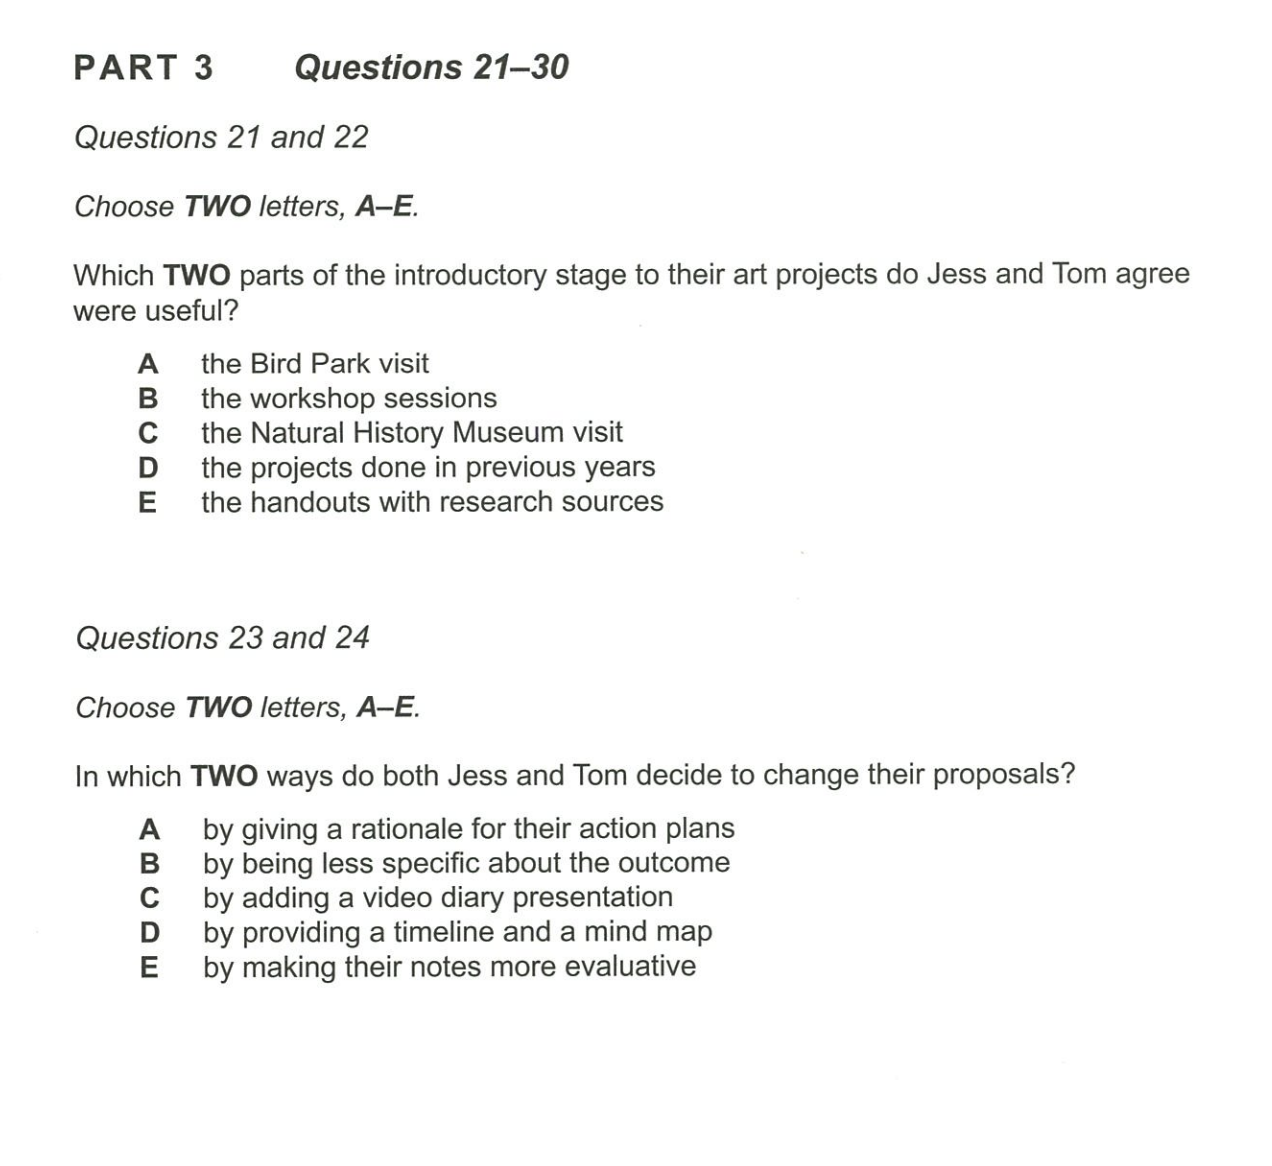 PART 3 Questions 21–30
Questions 21 and 22
Choose TWO letters, A–E.
Which TWO parts of the introductory stage to their art projects do Jess and Tom agree
were useful?
A the Bird Park visit
B the workshop sessions
C the Natural History Museum visit
D the projects done in previous years
E the handouts with research sources
Questions 23 and 24
Choose TWO letters, A–E.
In which TWO ways do both Jess and Tom decide to change their proposals?
A by giving a rationale for their action plans
B by being less specific about the outcome
C by adding a video diary presentation
D by providing a timeline and a mind map
E by making their notes more evaluative